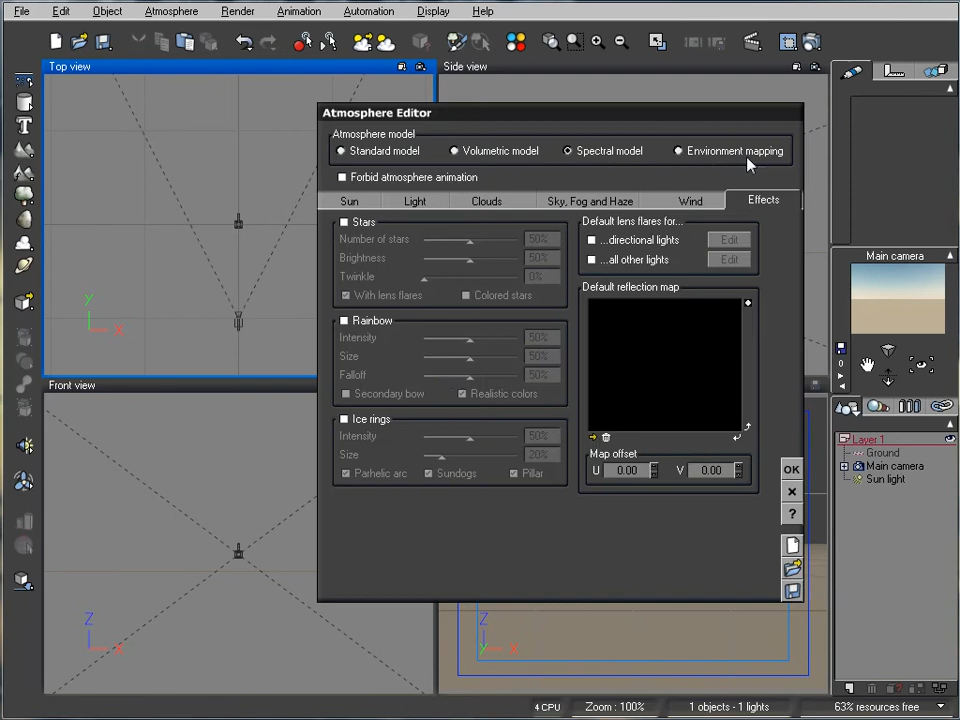 File Edit Object Atmosphere Render Animation Automation Display Help
Top view
Side view
Atmosphere Editor
Atmosphere model
Standard model Volumetric model Spectral model Environment mapping
Forbid atmosphere animation
Sun Light Clouds Sky, Fog and Haze Wind Effects
Stars
Number of stars 50%
Brightness 50%
Twinkle 0%
With lens flares Colored stars
Rainbow
Intensity 50%
Size 50%
Falloff 50%
Secondary bow Realistic colors
Ice rings
Intensity 50%
Size 20%
Parhelic arc Sundogs Pillar
Default lens flares for...
...directional lights Edit
...all other lights Edit
Default reflection map
Map offset
U 0.00 V 0.00
OK
?
Main camera
0
Layer 1
Ground
Main camera
Sun light
Y
X
Front view
Z
X
Z
Y
X
4 CPU Zoom : 100% 1 objects - 1 lights 63% resources free